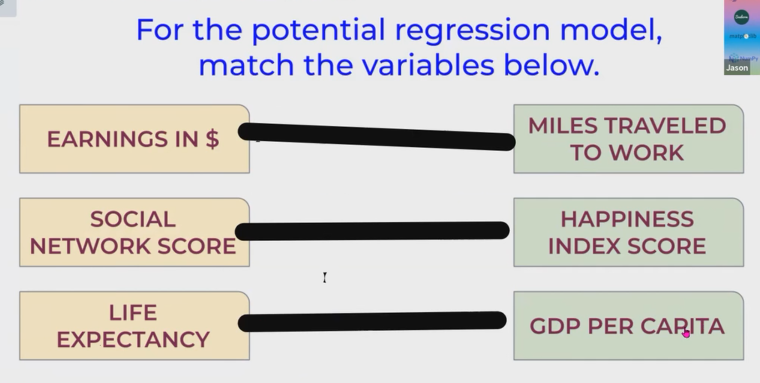 For the potential regression model,
match the variables below.
Jason
EARNINGS IN $
MILES TRAVELED
TO WORK
SOCIAL
NETWORK SCORE
HAPPINESS
INDEX SCORE
LIFE
EXPECTANCY
GDP PER CAPITA